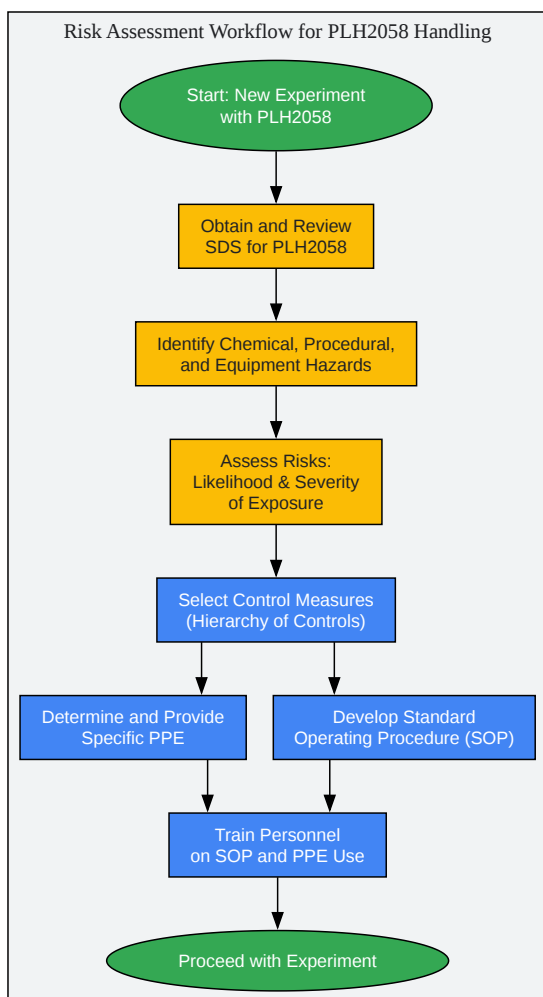 Risk Assessment Workflow for PLH2058 Handling
Start: New Experiment
with PLH2058
Obtain and Review
SDS for PLH2058
Identify Chemical, Procedural,
and Equipment Hazards
Assess Risks:
Likelihood & Severity
of Exposure
Select Control Measures
(Hierarchy of Controls)
Determine and Provide
Specific PPE
Develop Standard
Operating Procedure (SOP)
Train Personnel
on SOP and PPE Use
Proceed with Experiment